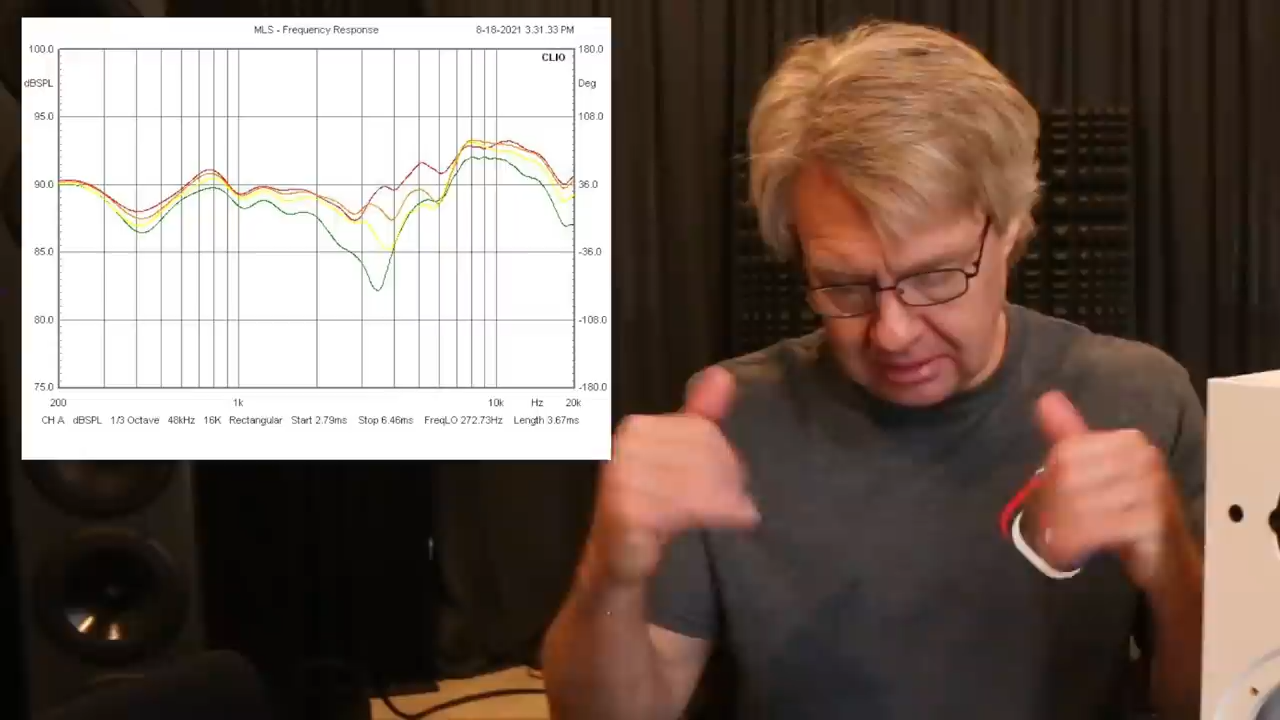 MLS - Frequency Response 8-18-2021 3.31.33 PM
100.0 180.0
CLIO
dBSPL Deg
95.0 108.0
90.0 36.0
85.0 -36.0
80.0 -108.0
75.0 -180.0
200 1k 10k Hz 20k
CH A dBSPL 1/3 Octave 48kHz 16K Rectangular Start 2.79ms Stop 6.46ms FreqLO 272.73Hz Length 3.67ms